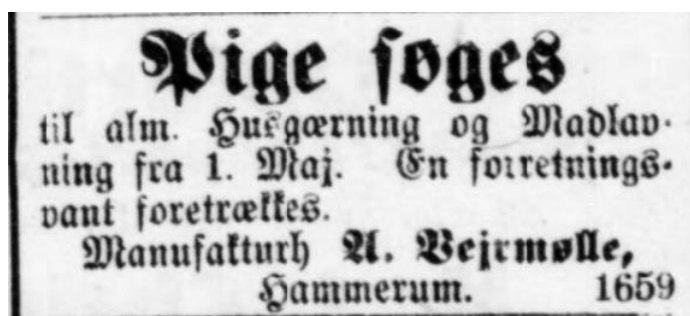 Pige søges
til alm. Husgærning og Madlav-
ning fra 1. Maj. En forretnings-
vant foretrækkes.
Manufakturh A. Vejrmølle,
Hammerum. 1659